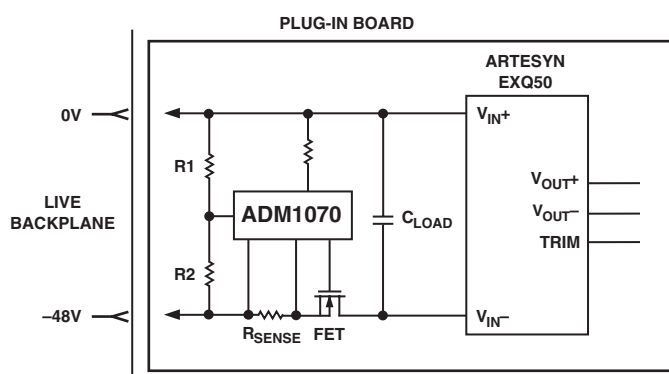 PLUG-IN BOARD
ARTESYN
EXQ50
0V
VIN+
R1
LIVE
BACKPLANE
ADM1070
CLOAD
VOUT+
VOUT–
TRIM
R2
–48V
RSENSE
FET
VIN–